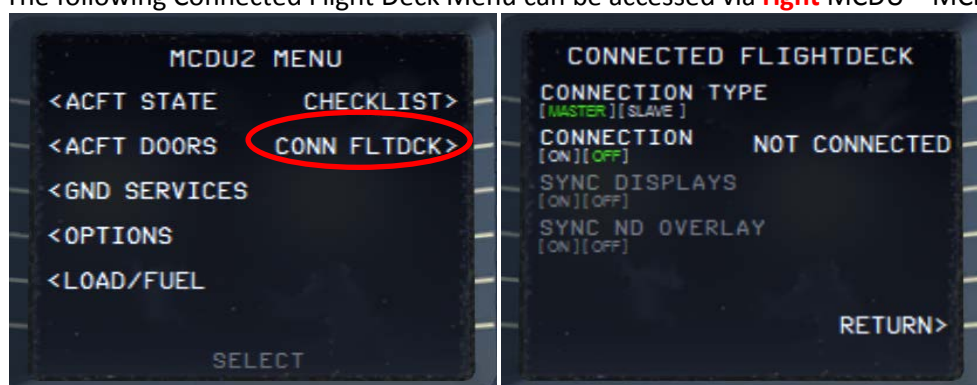 The following Connected Flight Deck Menu can be accessed via right MCDU
MCDU2 MENU
<ACFT STATE CHECKLIST>
<ACFT DOORS CONN FLTDCK>
<GND SERVICES
<OPTIONS
<LOAD/FUEL
SELECT
CONNECTED FLIGHTDECK
CONNECTION TYPE
[MASTER][SLAVE ]
CONNECTION NOT CONNECTED
[ON][OFF]
SYNC DISPLAYS
[ON][OFF]
SYNC ND OVERLAY
[ON][OFF]
RETURN>